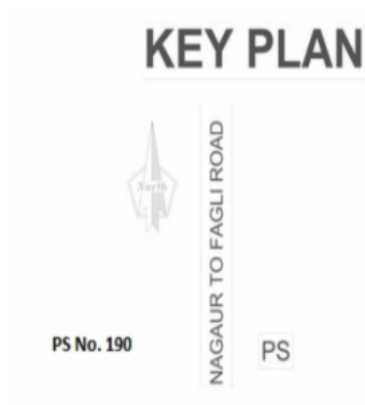 KEY PLAN
North
NAGAUR TO FAGLI ROAD
PS No. 190
PS